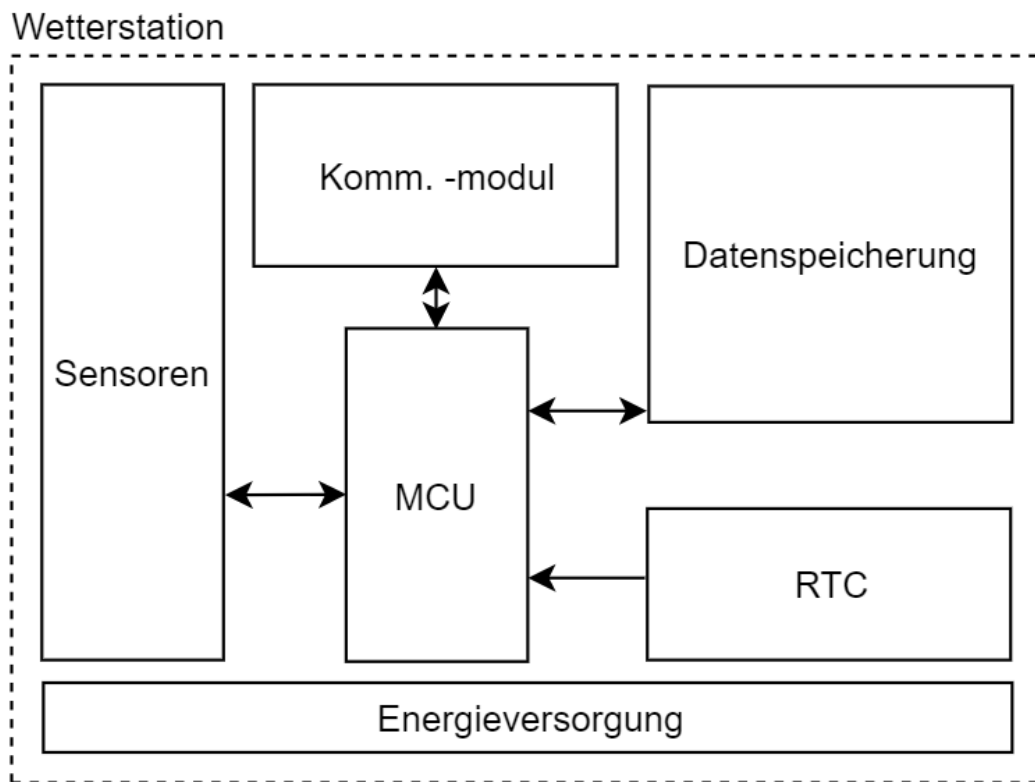 Wetterstation
Komm. -modul
Datenspeicherung
Sensoren
MCU
RTC
Energieversorgung